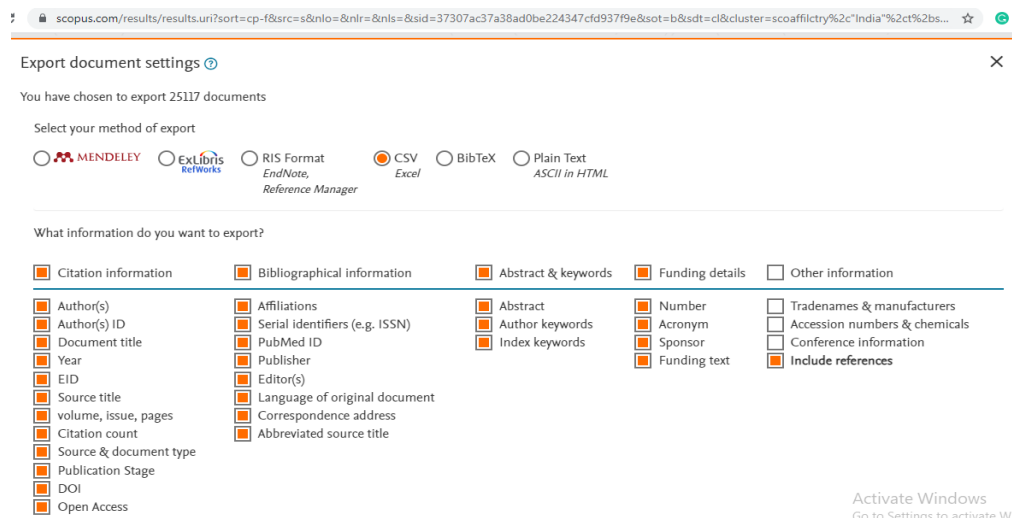 scopus.com/results/results.uri?sort=cp-f&src=s&nlo=&nlr=&nls=&sid=37307ac37a38ad0be224347cfd937f9e&sot=b&sdt=cl&cluster=scoaffilctry%2c"India"%2ct%2bs...
Export document settings ?
You have chosen to export 25117 documents
Select your method of export
MENDELEY ExLibris RefWorks RIS Format CSV BibTeX Plain Text
EndNote, Excel ASCII in HTML
Reference Manager
What information do you want to export?
Citation information Bibliographical information Abstract & keywords Funding details Other information
Author(s) Affiliations Abstract Number Tradenames & manufacturers
Author(s) ID Serial identifiers (e.g. ISSN) Author keywords Acronym Accession numbers & chemicals
Document title PubMed ID Index keywords Sponsor Conference information
Year Publisher Funding text Include references
EID Editor(s)
Source title Language of original document
volume, issue, pages Correspondence address
Citation count Abbreviated source title
Source & document type
Publication Stage
DOI
Open Access
Activate Windows
Go to Settings to activate W